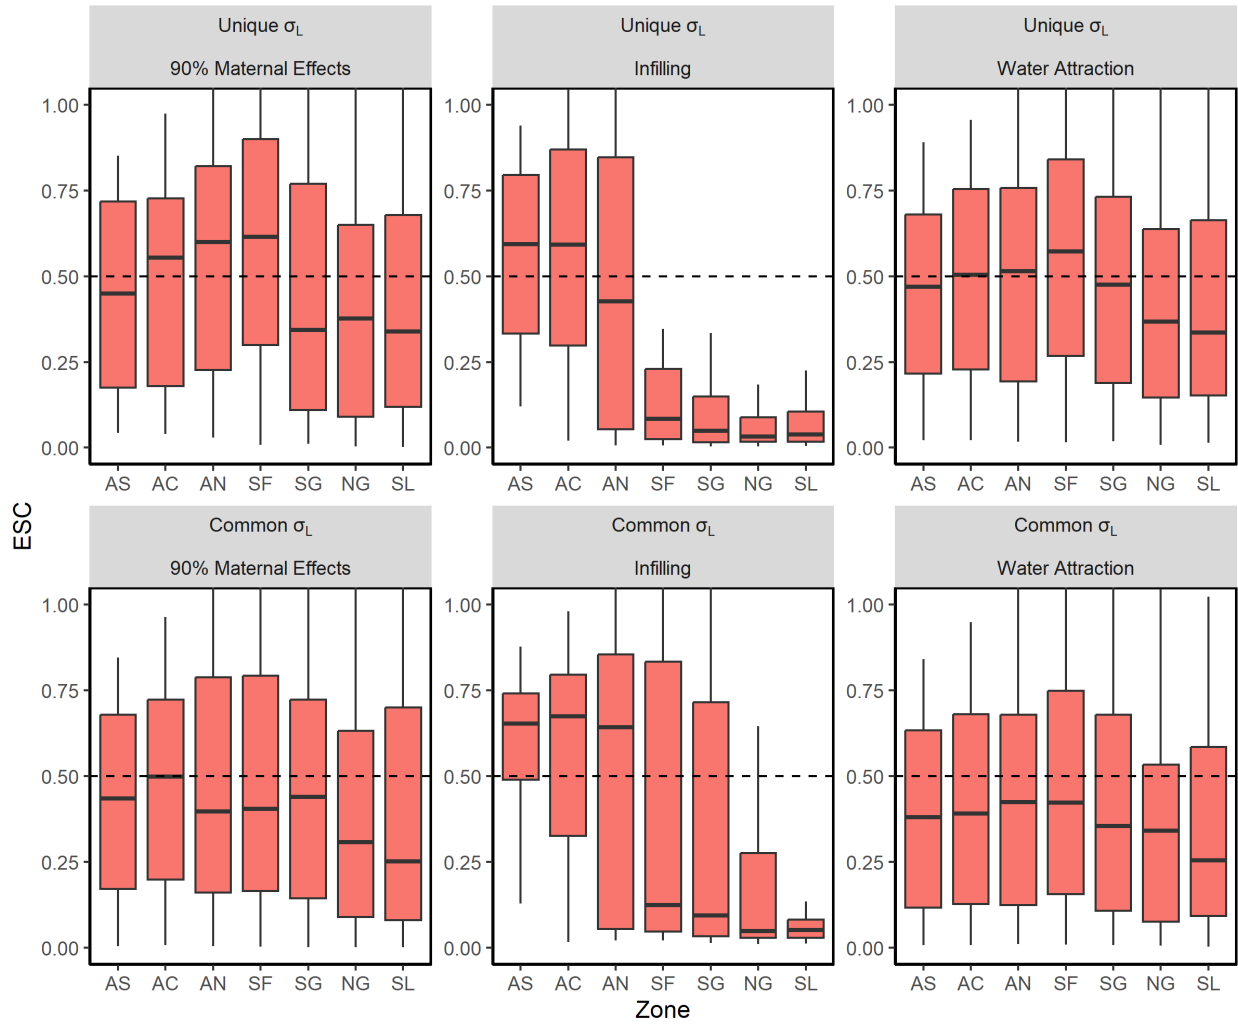 Unique σL
90% Maternal Effects
Unique σL
Infilling
Unique σL
Water Attraction
1.00
0.75
0.50
0.25
0.00
AS AC AN SF SG NG SL
1.00
0.75
0.50
0.25
0.00
AS AC AN SF SG NG SL
1.00
0.75
0.50
0.25
0.00
AS AC AN SF SG NG SL
ESC
Common σL
90% Maternal Effects
Common σL
Infilling
Common σL
Water Attraction
1.00
0.75
0.50
0.25
0.00
AS AC AN SF SG NG SL
1.00
0.75
0.50
0.25
0.00
AS AC AN SF SG NG SL
1.00
0.75
0.50
0.25
0.00
AS AC AN SF SG NG SL
Zone